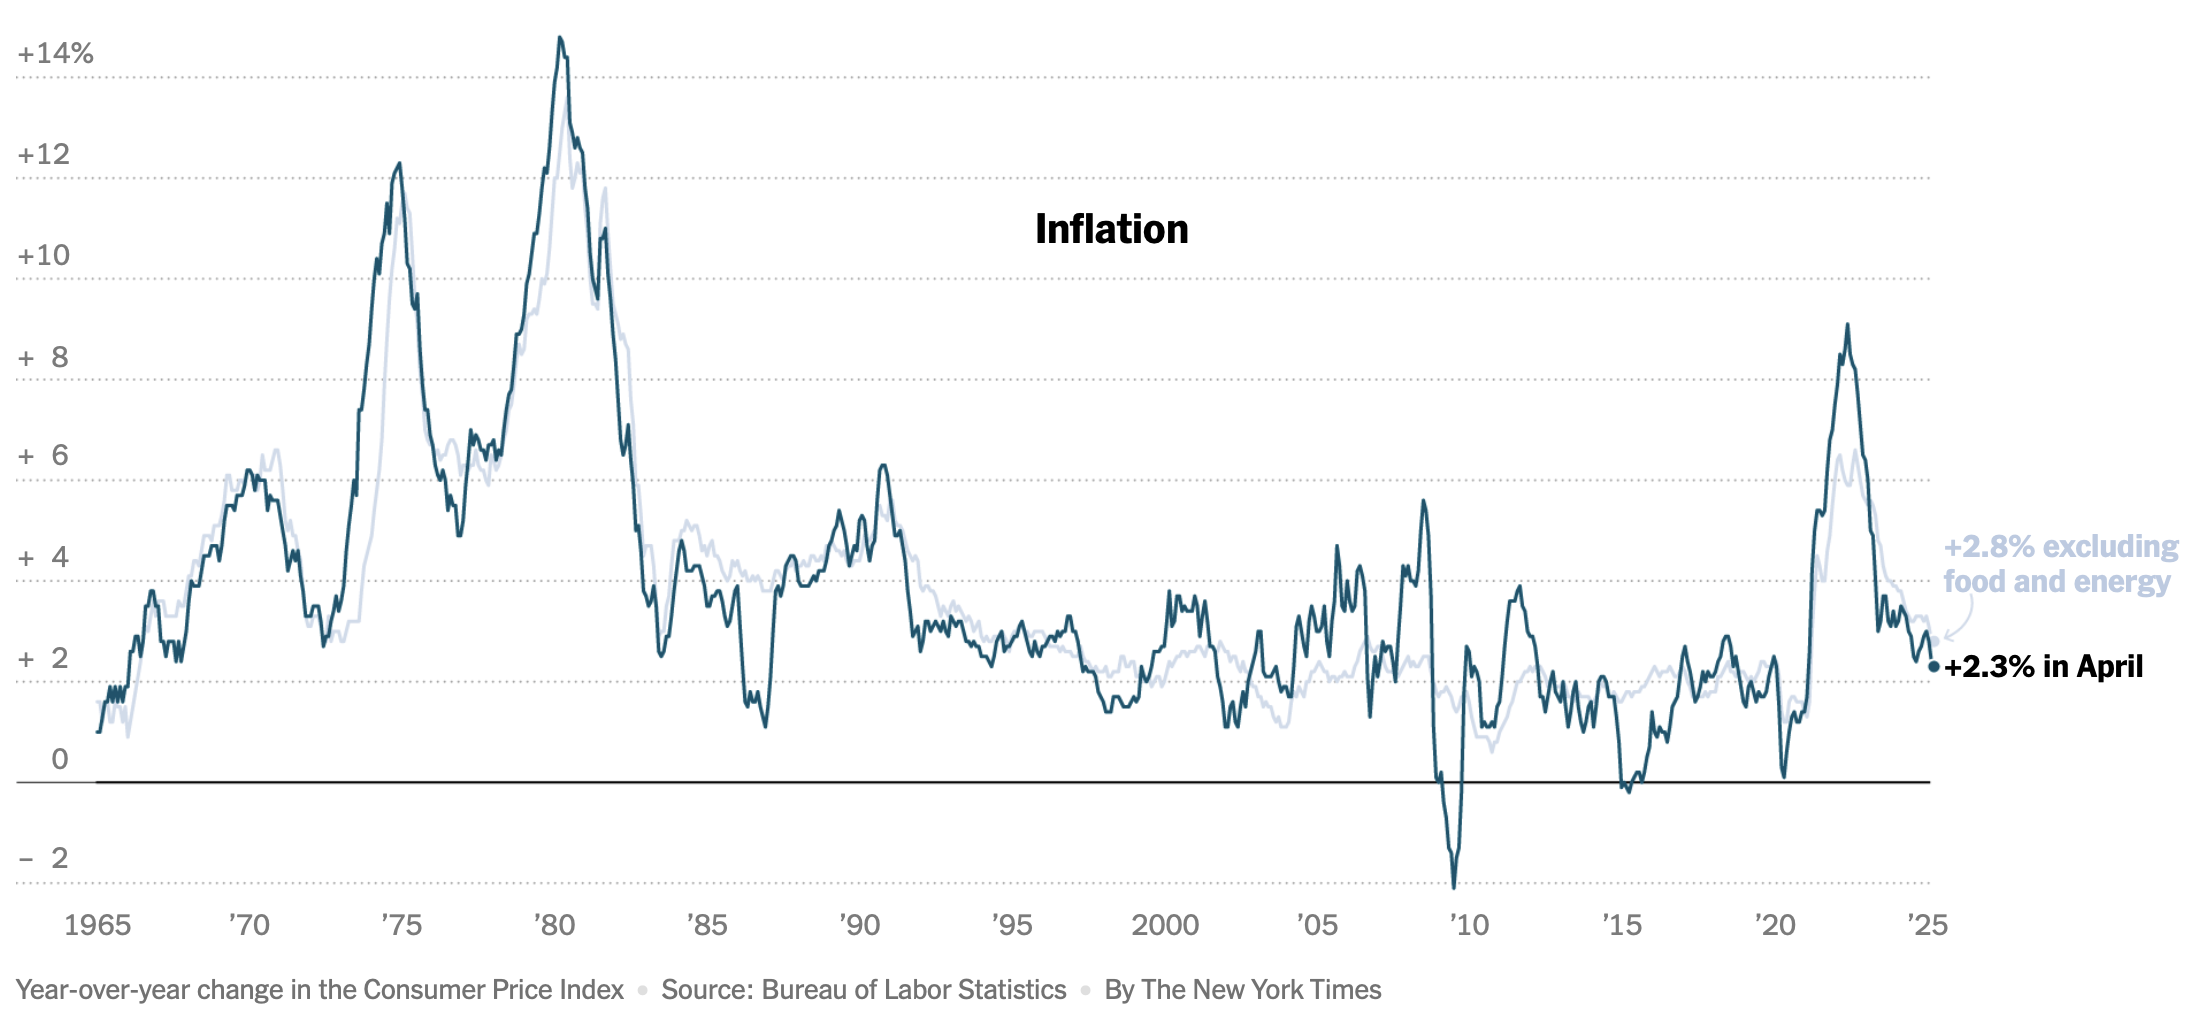 +14%
+12
+10
+ 8
+ 6
+ 4
+ 2
0
– 2
Inflation
+2.8% excluding
food and energy
+2.3% in April
1965 ’70 ’75 ’80 ’85 ’90 ’95 2000 ’05 ’10 ’15 ’20 ’25
Year-over-year change in the Consumer Price Index • Source: Bureau of Labor Statistics • By The New York Times